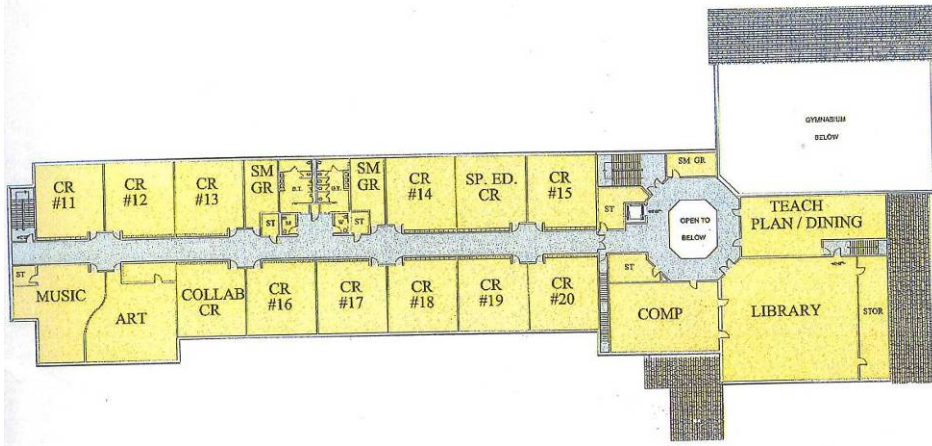 GYMNASIUM
BELOW
SM GR
CR
#11
CR
#12
CR
#13
SM
GR
B.T.
G.T.
SM
GR
CR
#14
SP. ED.
CR
CR
#15
ST
ST
ST
OPEN TO
BELOW
TEACH
PLAN / DINING
ST
MUSIC
ART
COLLAB
CR
CR
#16
CR
#17
CR
#18
CR
#19
CR
#20
ST
COMP
LIBRARY
STOR